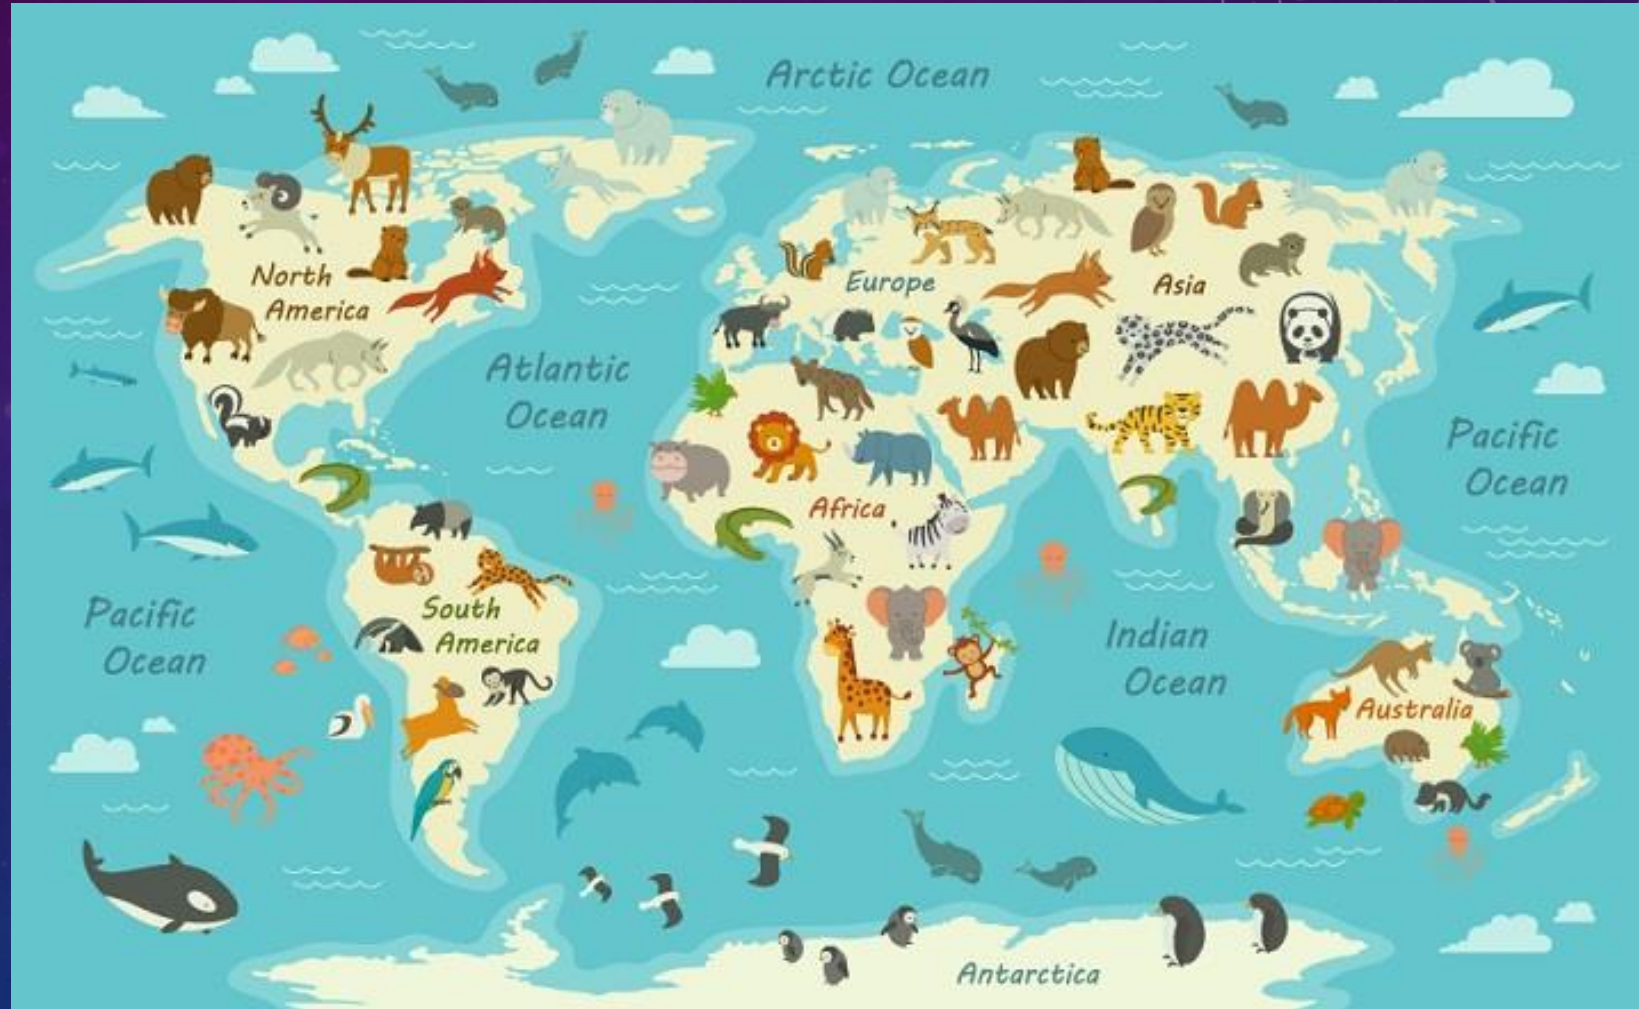 Arctic Ocean
North
America
Europe
Asia
Atlantic
Ocean
Pacific
Ocean
Africa
South
America
Pacific
Ocean
Indian
Ocean
Australia
Antarctica